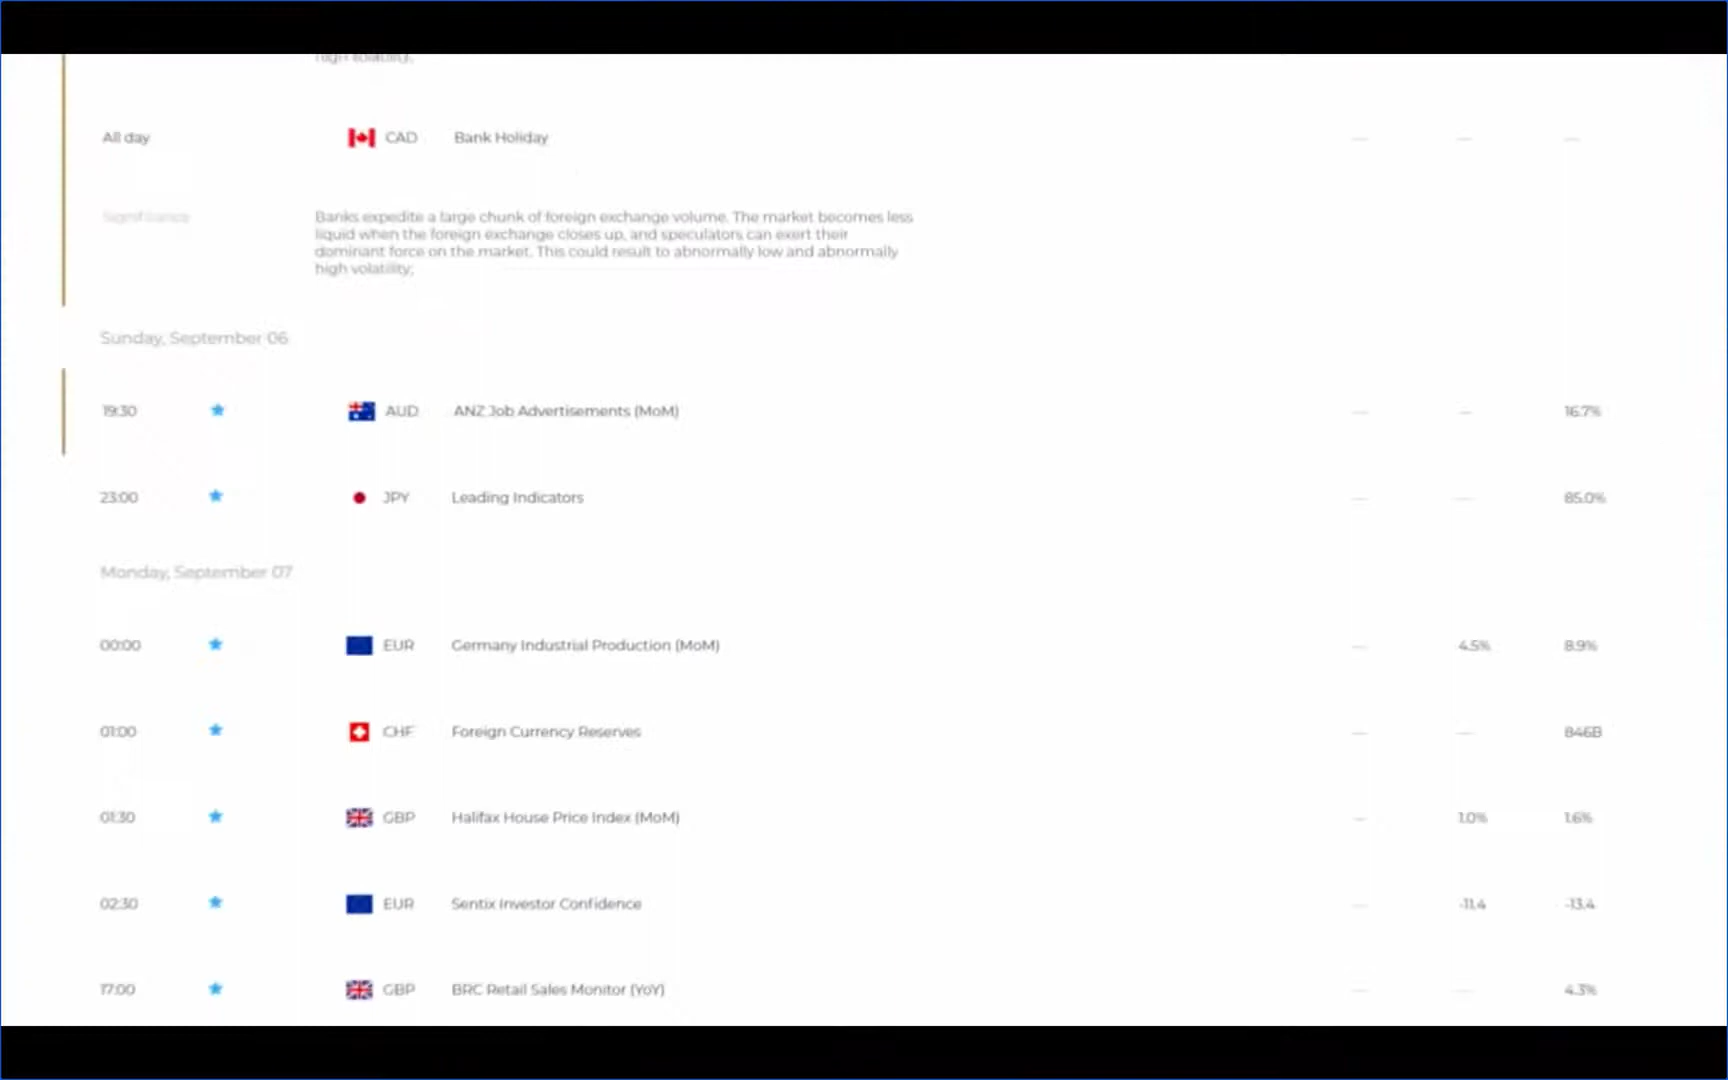 high volatility;
All day CAD Bank Holiday — — —
Significance Banks expedite a large chunk of foreign exchange volume. The market becomes less
liquid when the foreign exchange closes up, and speculators can exert their
dominant force on the market. This could result to abnormally low and abnormally
high volatility;
Sunday, September 06
19:30 AUD ANZ Job Advertisements (MoM) — — 16.7%
23:00 JPY Leading Indicators — — 85.0%
Monday, September 07
00:00 EUR Germany Industrial Production (MoM) — 4.5% 8.9%
01:00 CHF Foreign Currency Reserves — — 846B
01:30 GBP Halifax House Price Index (MoM) — 1.0% 1.6%
02:30 EUR Sentix Investor Confidence — -11.4 -13.4
17:00 GBP BRC Retail Sales Monitor (YoY) — — 4.3%